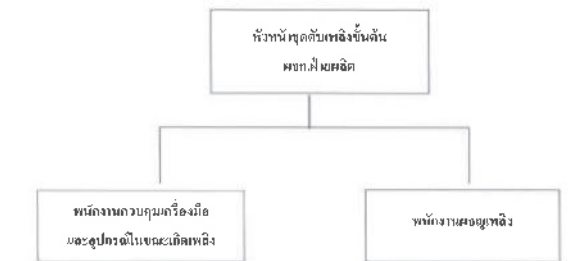 หัวหน้าชุดดับเพลิงขั้นต้น
ผจก.ฝ่ายผลิต
พนักงานควบคุมเครื่องมือ
และอุปกรณ์ในขณะเกิดเพลิง
พนักงานผจญเพลิง